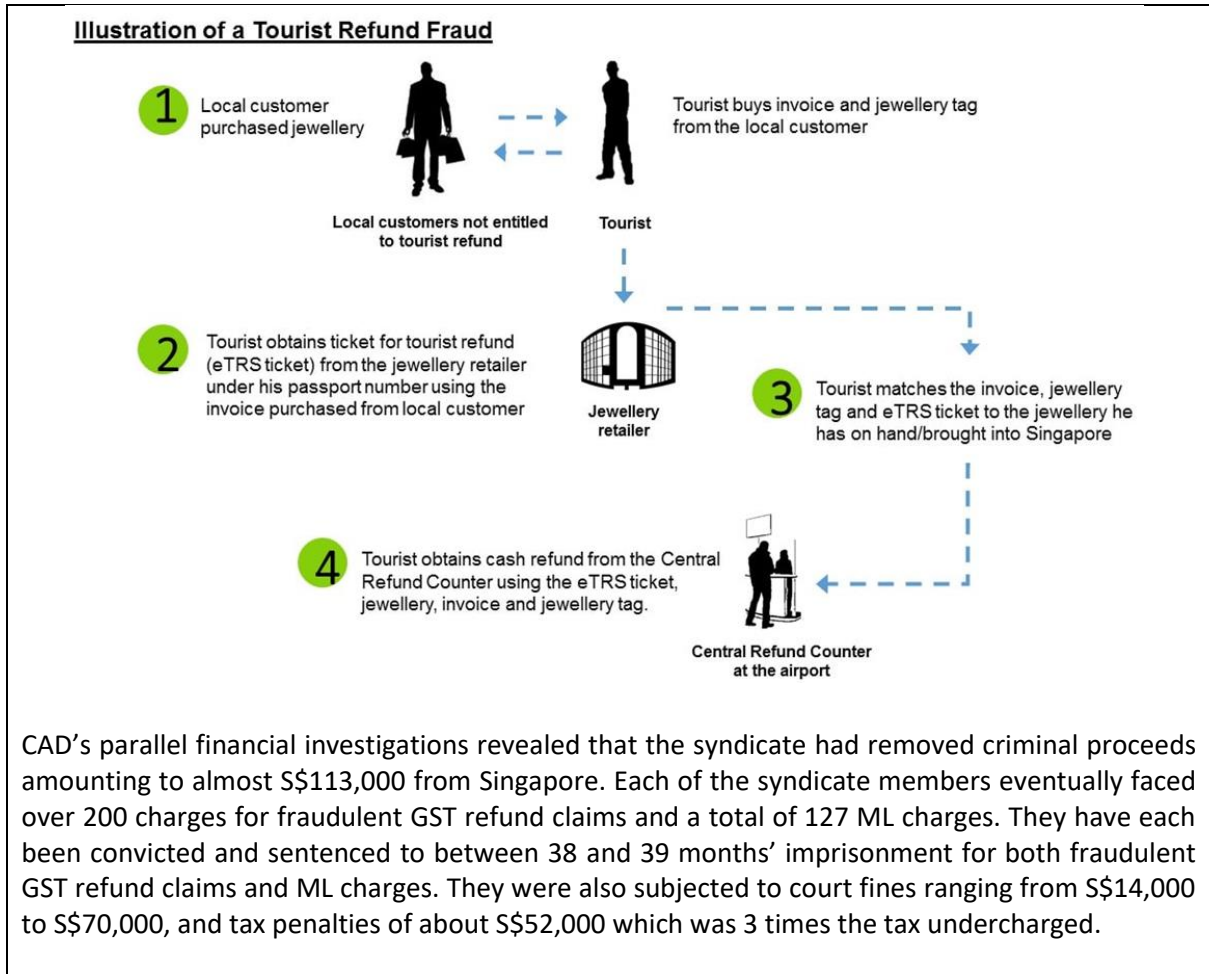 Illustration of a Tourist Refund Fraud
1
Local customer
purchased jewellery
Tourist buys invoice and jewellery tag
from the local customer
Local customers not entitled
to tourist refund
Tourist
2
Tourist obtains ticket for tourist refund
(eTRS ticket) from the jewellery retailer
under his passport number using the
invoice purchased from local customer
Jewellery
retailer
3
Tourist matches the invoice, jewellery
tag and eTRS ticket to the jewellery he
has on hand/brought into Singapore
4
Tourist obtains cash refund from the Central
Refund Counter using the eTRS ticket,
jewellery, invoice and jewellery tag.
Central Refund Counter
at the airport
CAD’s parallel financial investigations revealed that the syndicate had removed criminal proceeds
amounting to almost S$113,000 from Singapore. Each of the syndicate members eventually faced
over 200 charges for fraudulent GST refund claims and a total of 127 ML charges. They have each
been convicted and sentenced to between 38 and 39 months’ imprisonment for both fraudulent
GST refund claims and ML charges. They were also subjected to court fines ranging from S$14,000
to S$70,000, and tax penalties of about S$52,000 which was 3 times the tax undercharged.